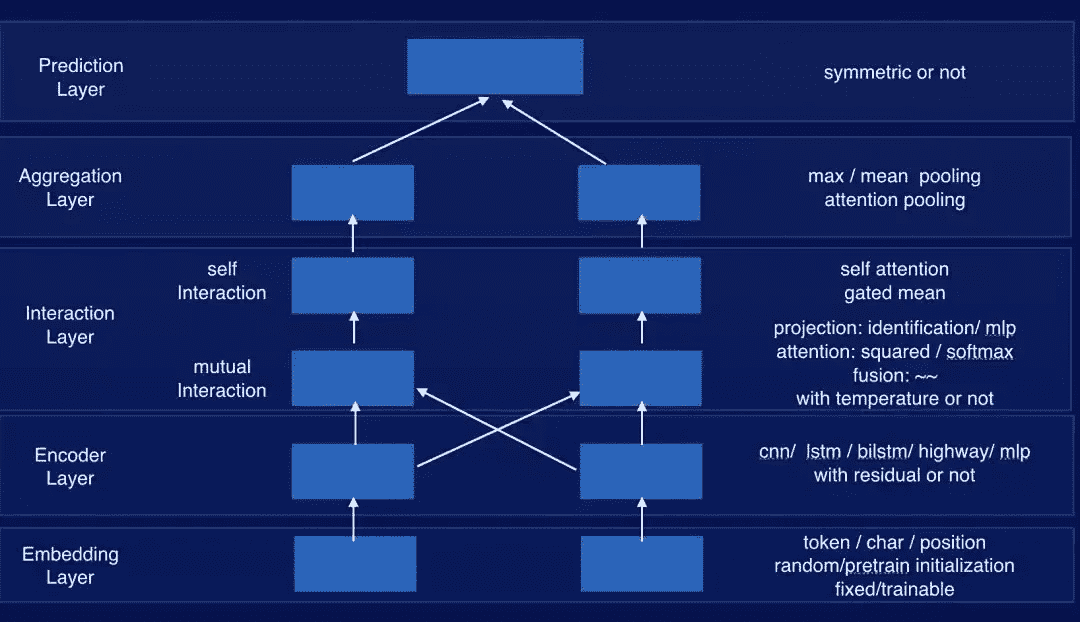 Prediction
Layer
symmetric or not
Aggregation
Layer
max / mean pooling
attention pooling
Interaction
Layer
self
Interaction
self attention
gated mean
mutual
Interaction
projection: identification/ mlp
attention: squared / softmax
fusion: ~~
with temperature or not
Encoder
Layer
cnn/ lstm / bilstm/ highway/ mlp
with residual or not
Embedding
Layer
token / char / position
random/pretrain initialization
fixed/trainable